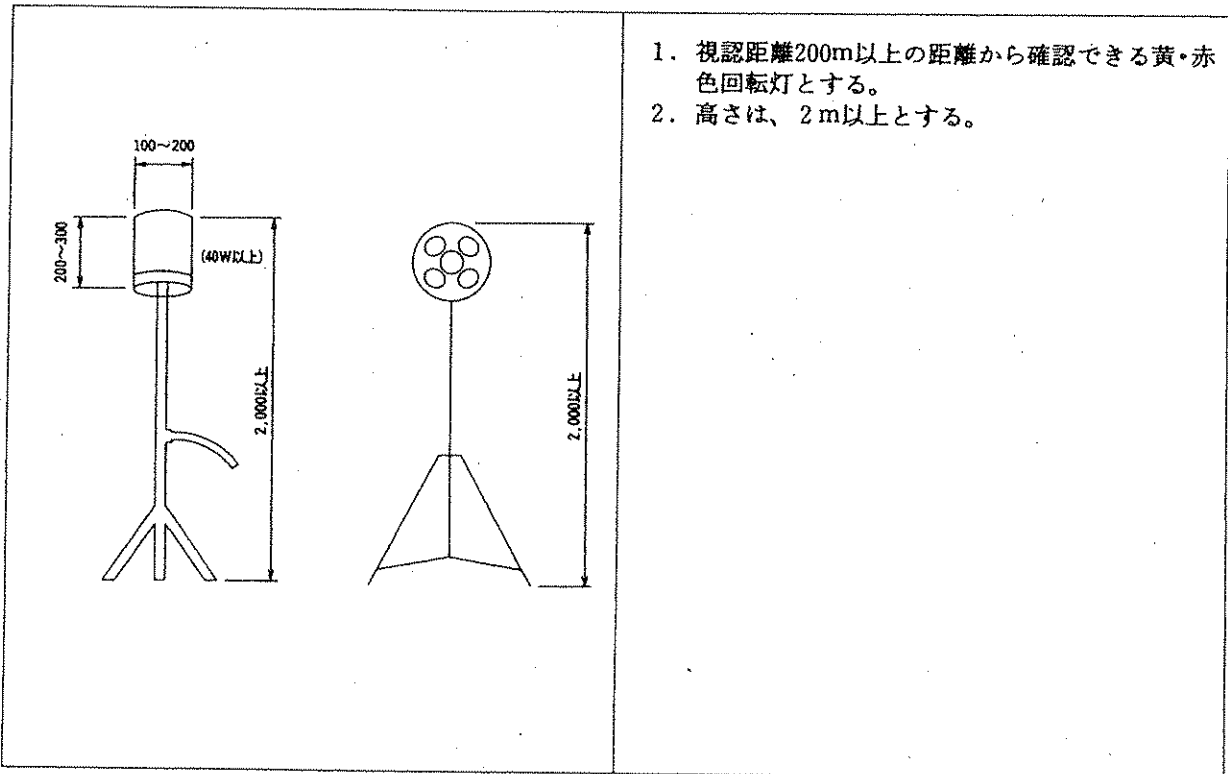 100～200
200～300
(40W以上)
2,000以上
2,000以上
1. 視認距離200m以上の距離から確認できる黄・赤
色回転灯とする。
2. 高さは、2m以上とする。